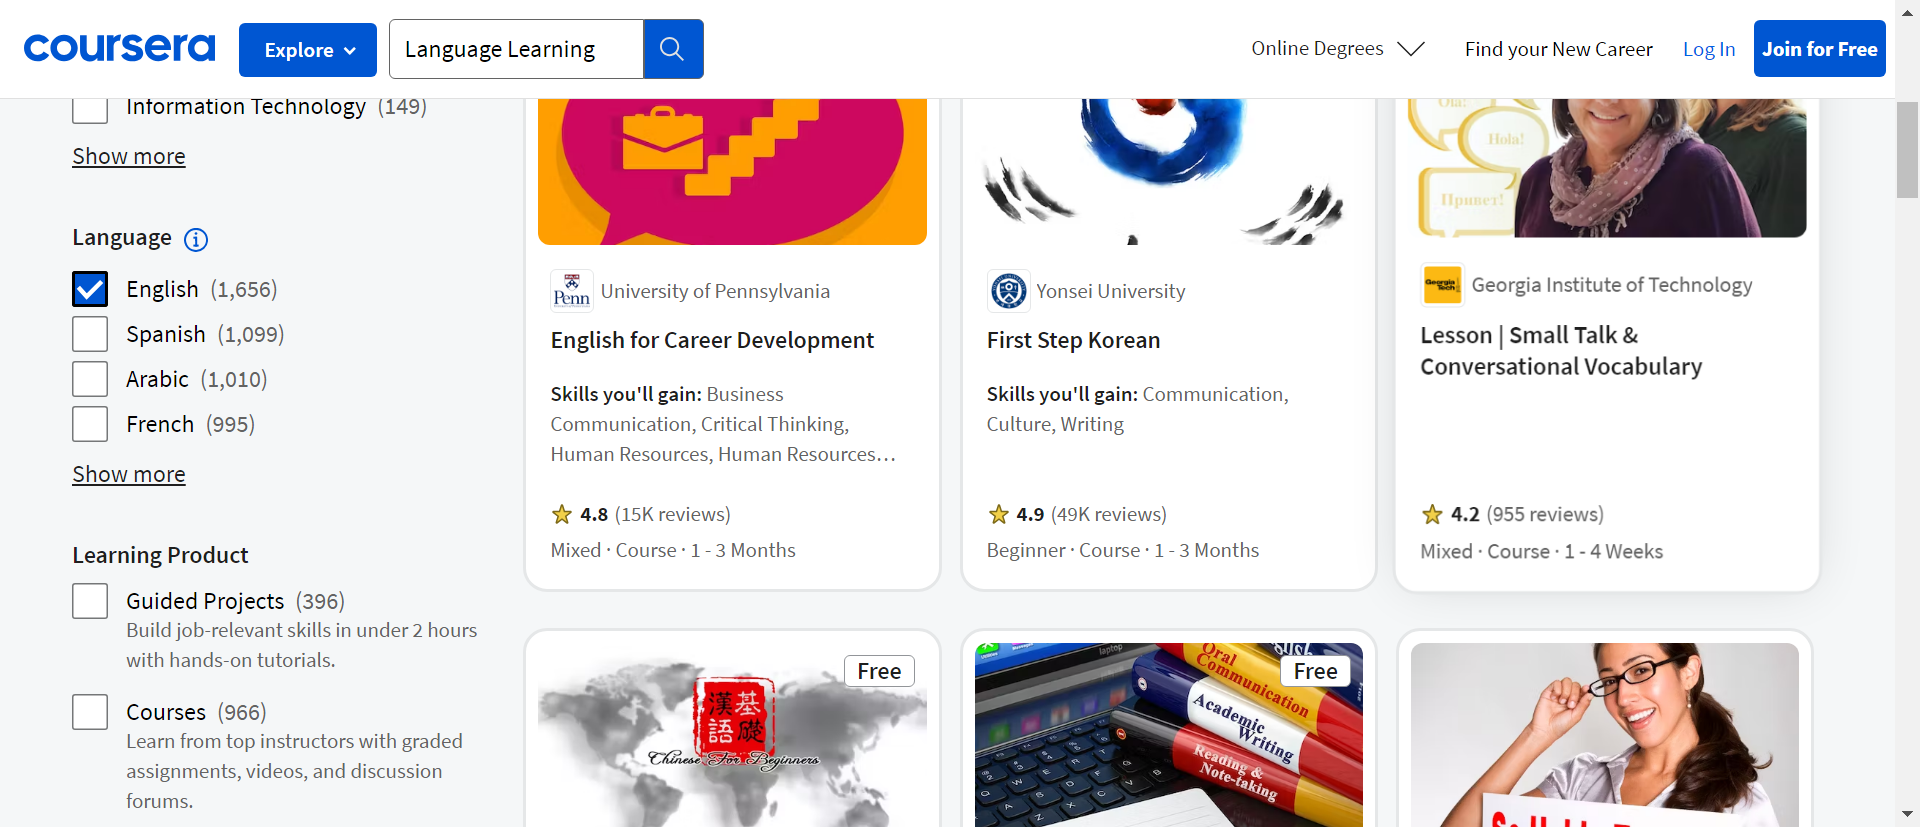 coursera
Explore
Language Learning
Online Degrees
Find your New Career
Log In
Join for Free
Information Technology (149)
Show more
Language
English (1,656)
Spanish (1,099)
Arabic (1,010)
French (995)
Show more
Learning Product
Guided Projects (396)
Build job-relevant skills in under 2 hours
with hands-on tutorials.
Courses (966)
Learn from top instructors with graded
assignments, videos, and discussion
forums.
Penn
University of Pennsylvania
English for Career Development
Skills you'll gain: Business
Communication, Critical Thinking,
Human Resources, Human Resources...
4.8 (15K reviews)
Mixed · Course · 1 - 3 Months
Yonsei University
First Step Korean
Skills you'll gain: Communication,
Culture, Writing
4.9 (49K reviews)
Beginner · Course · 1 - 3 Months
Ola!
Hola!
Привет!
Georgia
Tech
Georgia Institute of Technology
Lesson | Small Talk &
Conversational Vocabulary
4.2 (955 reviews)
Mixed · Course · 1 - 4 Weeks
Free
漢語
基礎
Chinese For Beginners
Free
laptop
Oral
Communication
Academic
Writing
Reading &
Note-taking